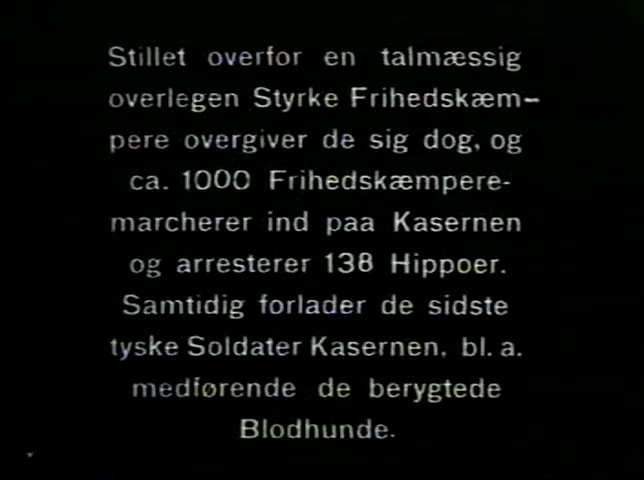 Stillet overfor en talmæssig
overlegen Styrke Frihedskæm-
pere overgiver de sig dog, og
ca. 1000 Frihedskæmpere-
marcherer ind paa Kasernen
og arresterer 138 Hippoer.
Samtidig forlader de sidste
tyske Soldater Kasernen, bl. a.
medførende de berygtede
Blodhunde.